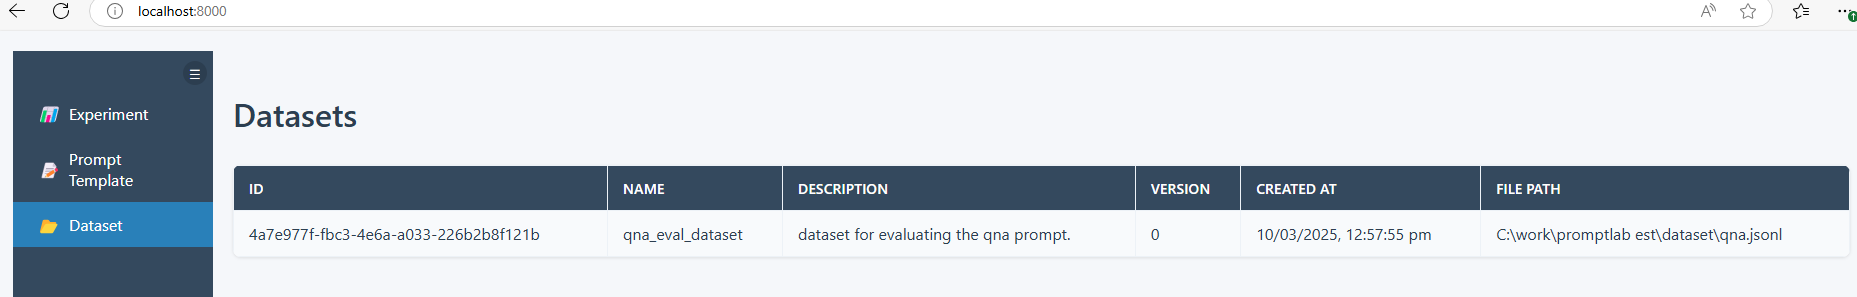 localhost:8000
Experiment
Prompt
Template
Dataset
Datasets
ID NAME DESCRIPTION VERSION CREATED AT FILE PATH
4a7e977f-fbc3-4e6a-a033-226b2b8f121b qna_eval_dataset dataset for evaluating the qna prompt. 0 10/03/2025, 12:57:55 pm C:\work\promptlab est\dataset\qna.jsonl